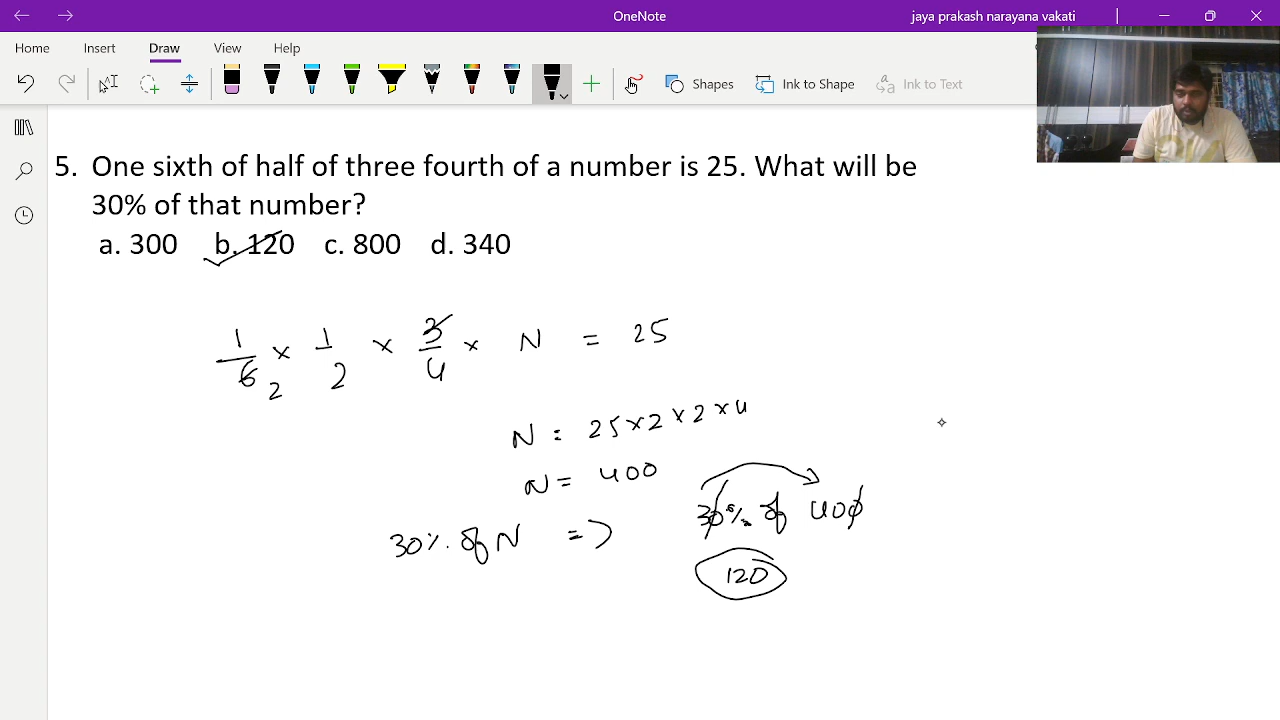 OneNote
jaya prakash narayana vakati
Home Insert Draw View Help
Shapes Ink to Shape Ink to Text
5. One sixth of half of three fourth of a number is 25. What will be
30% of that number?
a. 300 b. 120 c. 800 d. 340
1/6 × 1/2 × 3/4 × N = 25
2
N = 25 × 2 × 2 × 4
N = 400
30% of N => 30% of 400
120